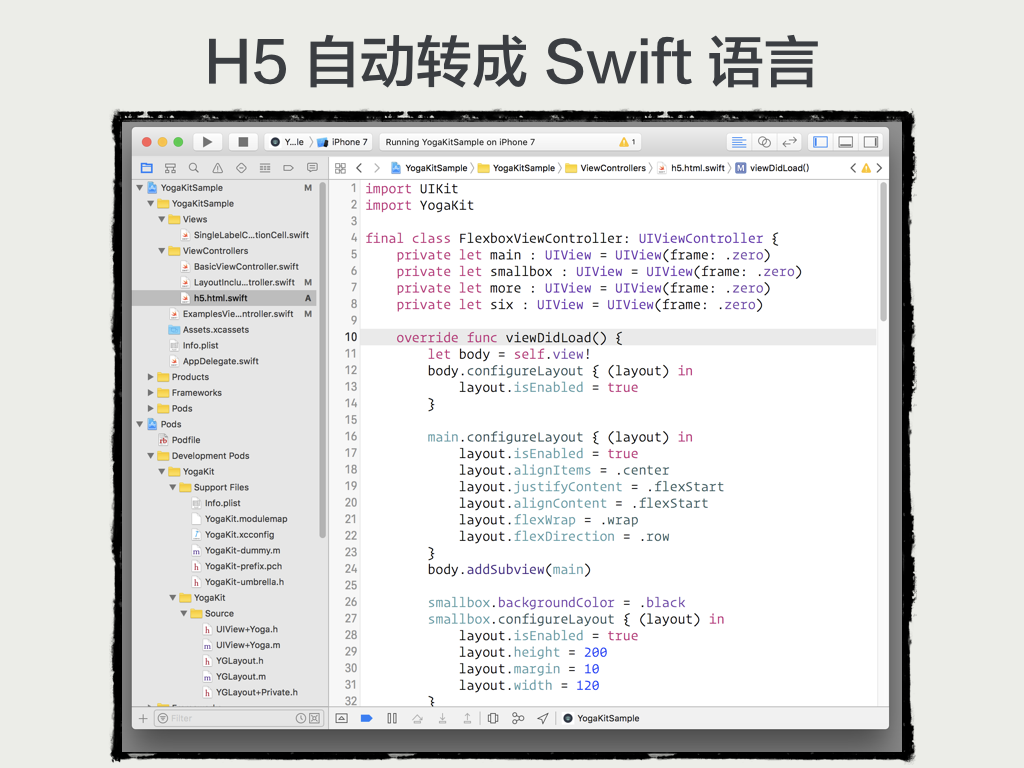 H5 自动转成 Swift 语言
Y...le
iPhone 7
Running YogaKitSample on iPhone 7
1
YogaKitSample
YogaKitSample
ViewControllers
h5.html.swift
M
viewDidLoad()
YogaKitSample M
YogaKitSample
Views
SingleLabelC...tionCell.swift
ViewControllers
BasicViewController.swift
LayoutInclu...troller.swift M
h5.html.swift A
ExamplesVie...ntroller.swift M
Assets.xcassets
Info.plist
AppDelegate.swift
Products
Frameworks
Pods
Pods
rb Podfile
Development Pods
YogaKit
Support Files
Info.plist
YogaKit.modulemap
YogaKit.xcconfig
m YogaKit-dummy.m
h YogaKit-prefix.pch
h YogaKit-umbrella.h
YogaKit
Source
h UIView+Yoga.h
m UIView+Yoga.m
h YGLayout.h
m YGLayout.m
h YGLayout+Private.h
Filter
1 import UIKit
2 import YogaKit
3
4 final class FlexboxViewController: UIViewController {
5 private let main : UIView = UIView(frame: .zero)
6 private let smallbox : UIView = UIView(frame: .zero)
7 private let more : UIView = UIView(frame: .zero)
8 private let six : UIView = UIView(frame: .zero)
9
10 override func viewDidLoad() {
11 let body = self.view!
12 body.configureLayout { (layout) in
13 layout.isEnabled = true
14 }
15
16 main.configureLayout { (layout) in
17 layout.isEnabled = true
18 layout.alignItems = .center
19 layout.justifyContent = .flexStart
20 layout.alignContent = .flexStart
21 layout.flexWrap = .wrap
22 layout.flexDirection = .row
23 }
24 body.addSubview(main)
25
26 smallbox.backgroundColor = .black
27 smallbox.configureLayout { (layout) in
28 layout.isEnabled = true
29 layout.height = 200
30 layout.margin = 10
31 layout.width = 120
32 }
YogaKitSample